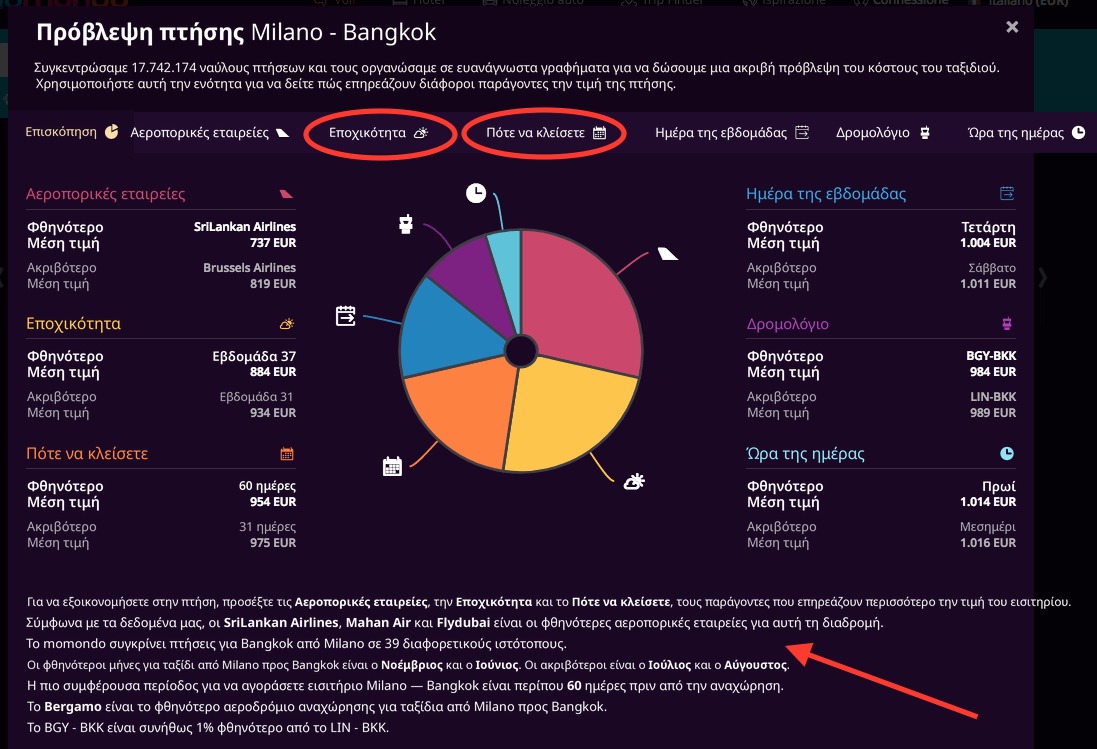 Noleggio auto
Trip Finder
Ispirazione
Connessione
Italiano (EUR)
Πρόβλεψη πτήσης Milano - Bangkok
Συγκεντρώσαμε 17.742.174 ναύλους πτήσεων και τους οργανώσαμε σε ευανάγνωστα γραφήματα για να δώσουμε μια ακριβή πρόβλεψη του κόστους του ταξιδιού.
Χρησιμοποιήστε αυτή την ενότητα για να δείτε πώς επηρεάζουν διάφοροι παράγοντες την τιμή της πτήσης.
Επισκόπηση Αεροπορικές εταιρείες Εποχικότητα Πότε να κλείσετε Ημέρα της εβδομάδας Δρομολόγιο Ώρα της ημέρας
Αεροπορικές εταιρείες
Φθηνότερο SriLankan Airlines
Μέση τιμή 737 EUR
Ακριβότερο Brussels Airlines
Μέση τιμή 819 EUR
Εποχικότητα
Φθηνότερο Εβδομάδα 37
Μέση τιμή 884 EUR
Ακριβότερο Εβδομάδα 31
Μέση τιμή 934 EUR
Πότε να κλείσετε
Φθηνότερο 60 ημέρες
Μέση τιμή 954 EUR
Ακριβότερο 31 ημέρες
Μέση τιμή 975 EUR
Ημέρα της εβδομάδας
Φθηνότερο Τετάρτη
Μέση τιμή 1.004 EUR
Ακριβότερο Σάββατο
Μέση τιμή 1.011 EUR
Δρομολόγιο
Φθηνότερο BGY-BKK
Μέση τιμή 984 EUR
Ακριβότερο LIN-BKK
Μέση τιμή 989 EUR
Ώρα της ημέρας
Φθηνότερο Πρωί
Μέση τιμή 1.014 EUR
Ακριβότερο Μεσημέρι
Μέση τιμή 1.016 EUR
Για να εξοικονομήσετε στην πτήση, προσέξτε τις Αεροπορικές εταιρείες, την Εποχικότητα και το Πότε να κλείσετε, τους παράγοντες που επηρεάζουν περισσότερο την τιμή του εισιτηρίου.
Σύμφωνα με τα δεδομένα μας, οι SriLankan Airlines, Mahan Air και Flydubai είναι οι φθηνότερες αεροπορικές εταιρείες για αυτή τη διαδρομή.
Το momondo συγκρίνει πτήσεις για Bangkok από Milano σε 39 διαφορετικούς ιστότοπους.
Οι φθηνότεροι μήνες για ταξίδι από Milano προς Bangkok είναι ο Νοέμβριος και ο Ιούνιος. Οι ακριβότεροι είναι ο Ιούλιος και ο Αύγουστος.
Η πιο συμφέρουσα περίοδος για να αγοράσετε εισιτήριο Milano — Bangkok είναι περίπου 60 ημέρες πριν από την αναχώρηση.
Το Bergamo είναι το φθηνότερο αεροδρόμιο αναχώρησης για ταξίδια από Milano προς Bangkok.
Το BGY - BKK είναι συνήθως 1% φθηνότερο από το LIN - BKK.